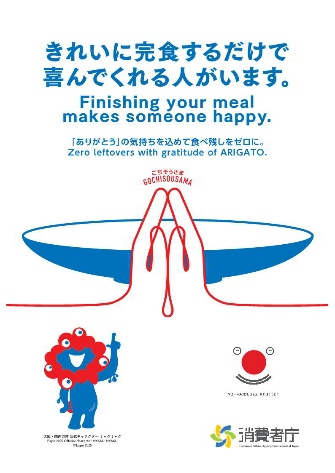 きれいに完食するだけで
喜んでくれる人がいます。
Finishing your meal
makes someone happy.
「ありがとう」の気持ちを込めて食べ残しをゼロに。
Zero leftovers with gratitude of ARIGATO.
ごちそうさま
GOCHISOUSAMA
消費者庁